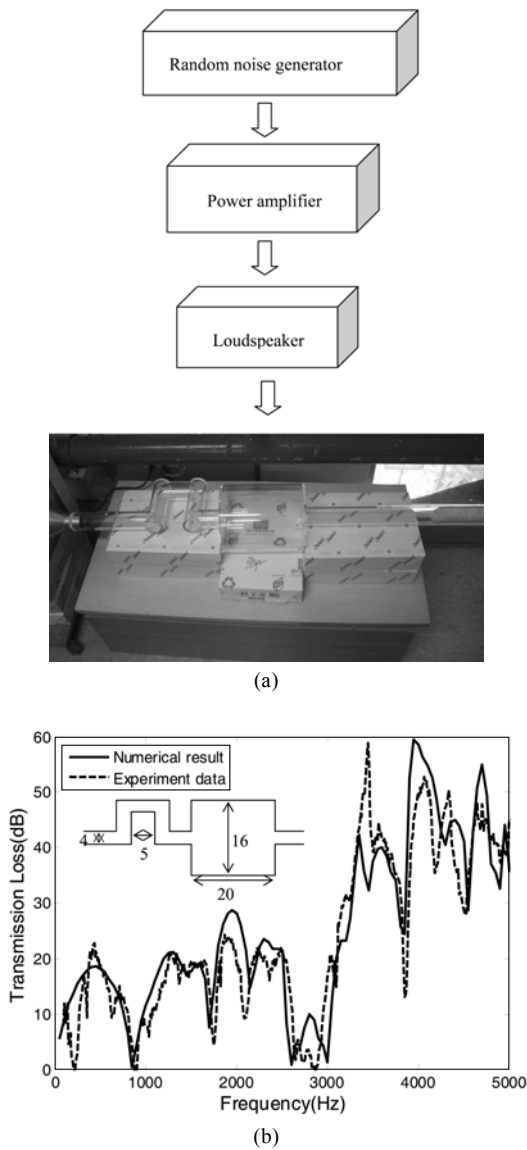 Random noise generator
Power amplifier
Loudspeaker
(a)
Transmission Loss(dB)
60
50
40
30
20
10
0
Numerical result
Experiment data
4
5
16
20
0
1000
2000
3000
4000
5000
Frequency(Hz)
(b)